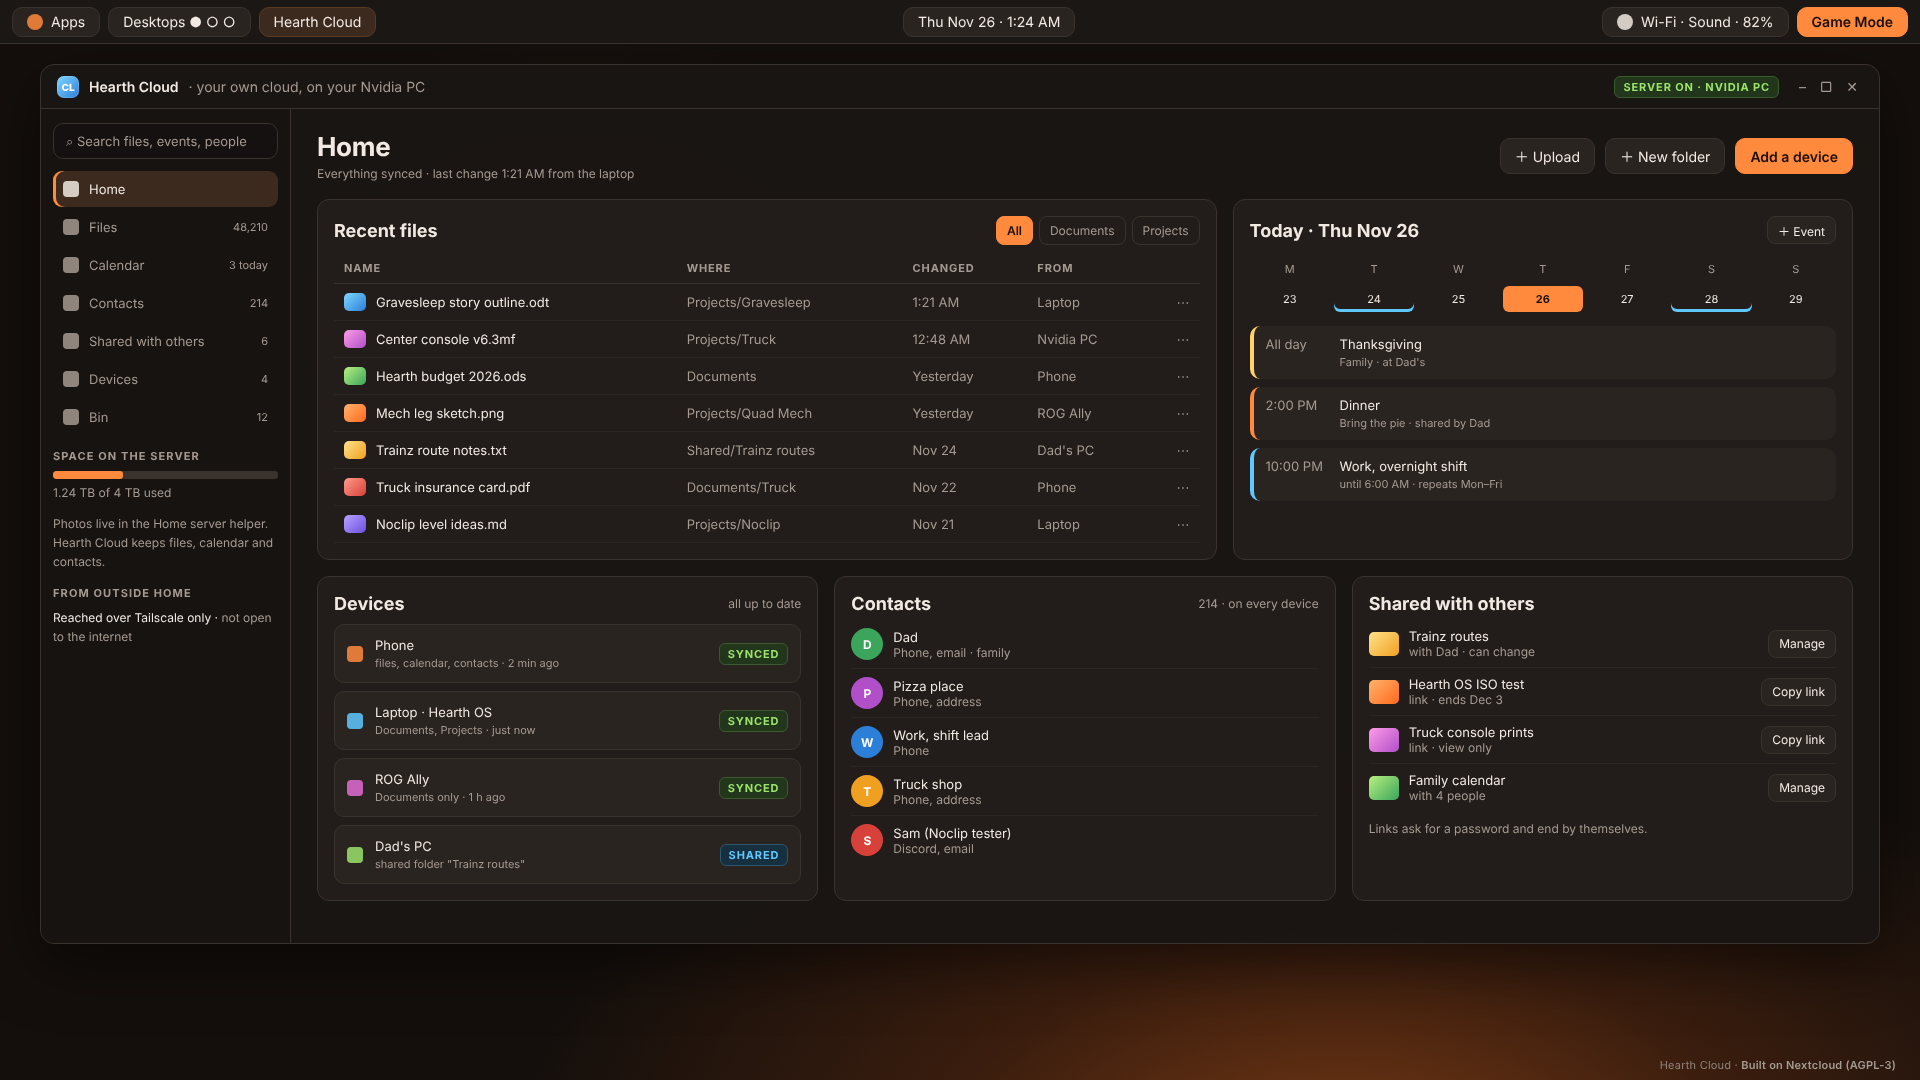 Apps
Desktops
Hearth Cloud
Thu Nov 26 · 1:24 AM
Wi-Fi · Sound · 82%
Game Mode
CL
Hearth Cloud · your own cloud, on your Nvidia PC
SERVER ON · NVIDIA PC
Search files, events, people
Home
Files 48,210
Calendar 3 today
Contacts 214
Shared with others 6
Devices 4
Bin 12
SPACE ON THE SERVER
1.24 TB of 4 TB used
Photos live in the Home server helper.
Hearth Cloud keeps files, calendar and
contacts.
FROM OUTSIDE HOME
Reached over Tailscale only · not open
to the internet
Home
Everything synced · last change 1:21 AM from the laptop
+ Upload
+ New folder
Add a device
Recent files
All
Documents
Projects
NAME WHERE CHANGED FROM
Gravesleep story outline.odt Projects/Gravesleep 1:21 AM Laptop ···
Center console v6.3mf Projects/Truck 12:48 AM Nvidia PC ···
Hearth budget 2026.ods Documents Yesterday Phone ···
Mech leg sketch.png Projects/Quad Mech Yesterday ROG Ally ···
Trainz route notes.txt Shared/Trainz routes Nov 24 Dad's PC ···
Truck insurance card.pdf Documents/Truck Nov 22 Phone ···
Noclip level ideas.md Projects/Noclip Nov 21 Laptop ···
Today · Thu Nov 26
+ Event
M T W T F S S
23 24 25 26 27 28 29
All day Thanksgiving
Family · at Dad's
2:00 PM Dinner
Bring the pie · shared by Dad
10:00 PM Work, overnight shift
until 6:00 AM · repeats Mon–Fri
Devices
all up to date
Phone
files, calendar, contacts · 2 min ago
SYNCED
Laptop · Hearth OS
Documents, Projects · just now
SYNCED
ROG Ally
Documents only · 1 h ago
SYNCED
Dad's PC
shared folder "Trainz routes"
SHARED
Contacts
214 · on every device
D
Dad
Phone, email · family
P
Pizza place
Phone, address
W
Work, shift lead
Phone
T
Truck shop
Phone, address
S
Sam (Noclip tester)
Discord, email
Shared with others
Trainz routes
with Dad · can change
Manage
Hearth OS ISO test
link · ends Dec 3
Copy link
Truck console prints
link · view only
Copy link
Family calendar
with 4 people
Manage
Links ask for a password and end by themselves.
Hearth Cloud · Built on Nextcloud (AGPL-3)